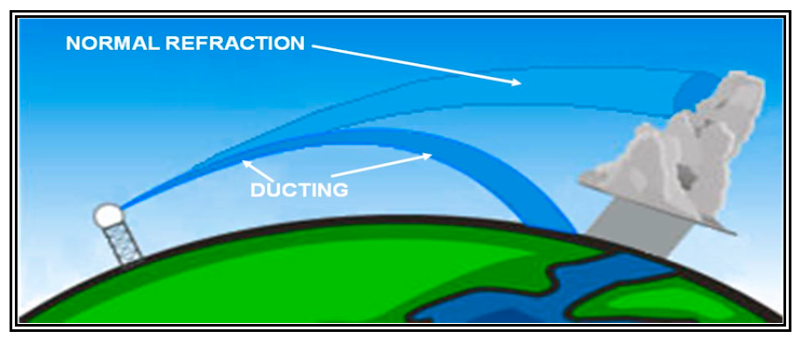 NORMAL REFRACTION
DUCTING